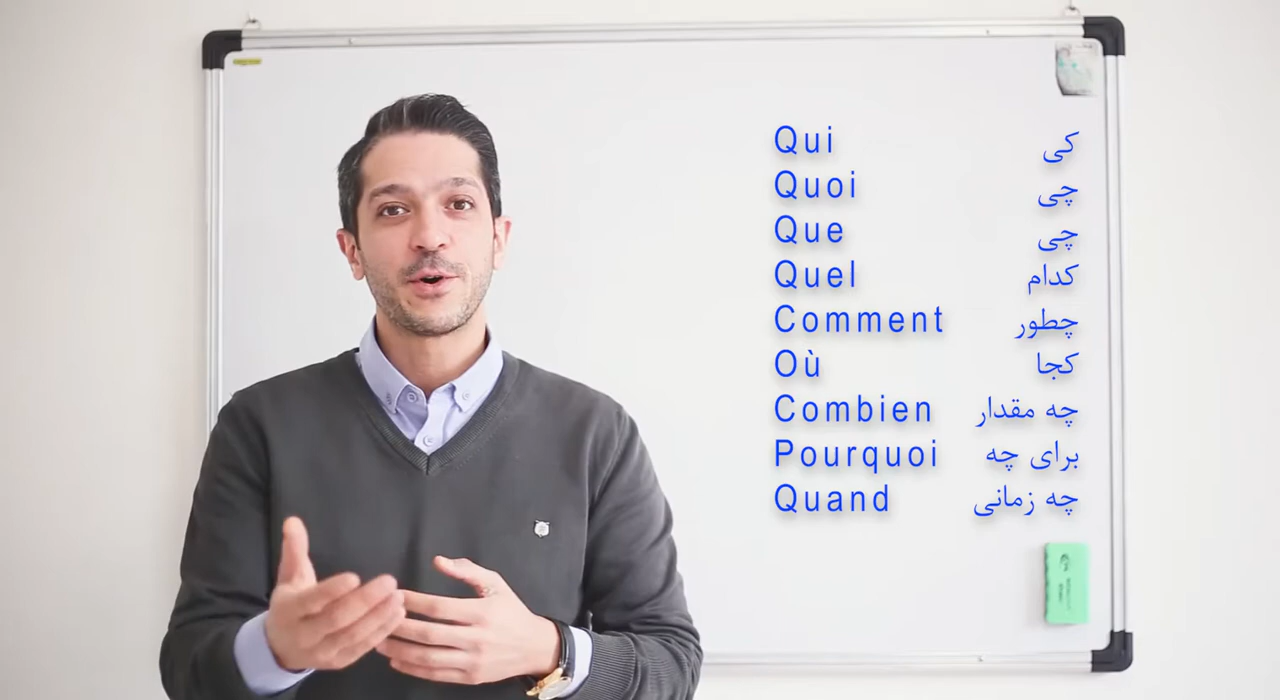 Qui کی
Quoi چی
Que چی
Quel کدام
Comment چطور
Où کجا
Combien چه مقدار
Pourquoi برای چه
Quand چه زمانی